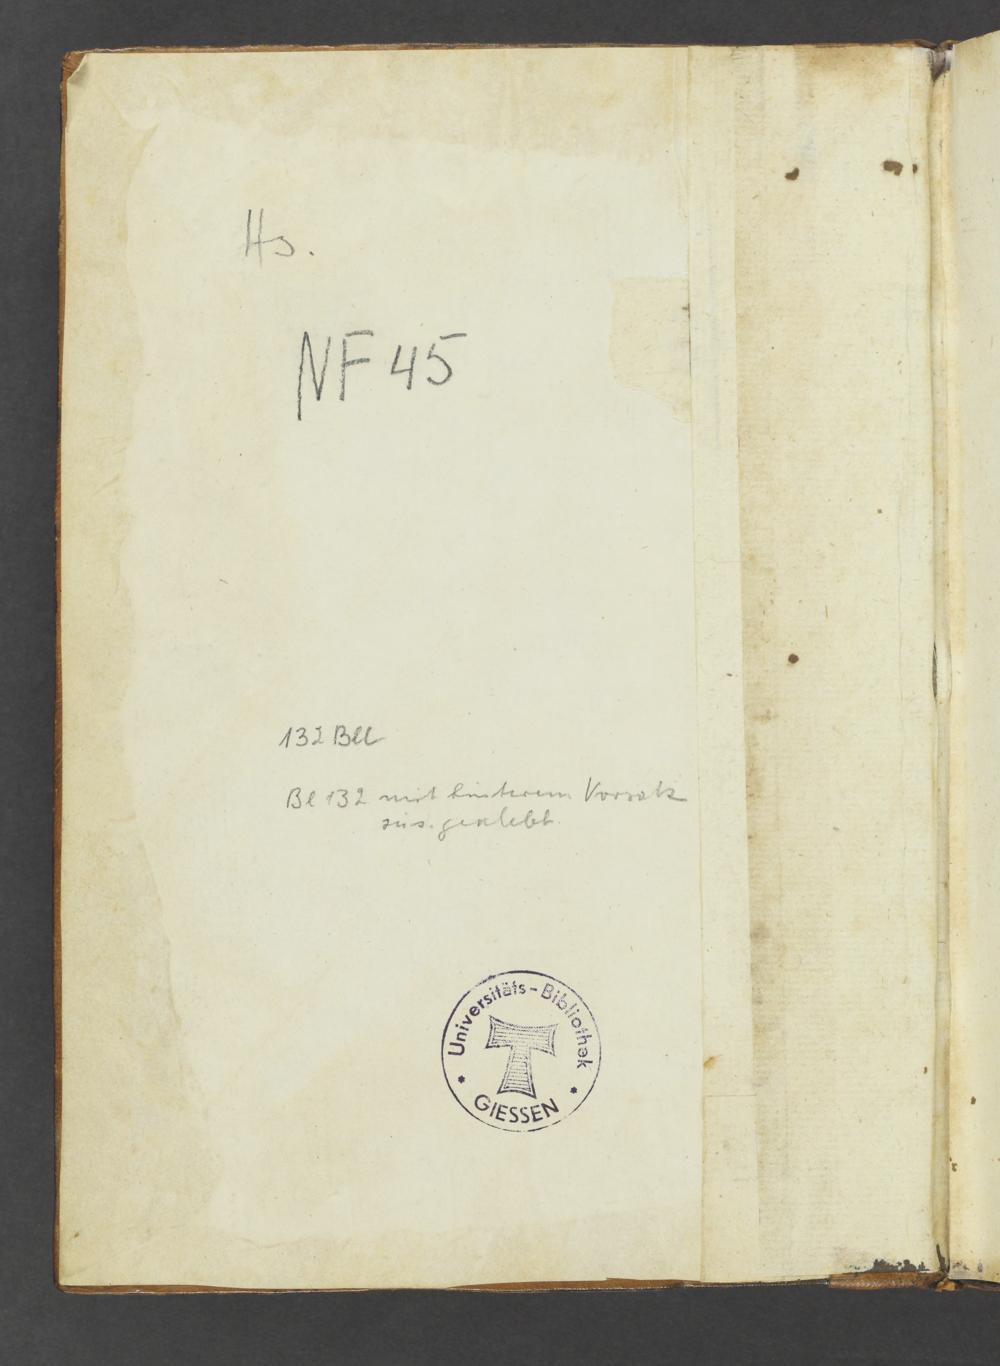 Hs.
NF 45
132 Bll
Bl 132 mit hinterem Vorsatz
zus. geklebt.
Universitäts-Bibliothek
GIESSEN